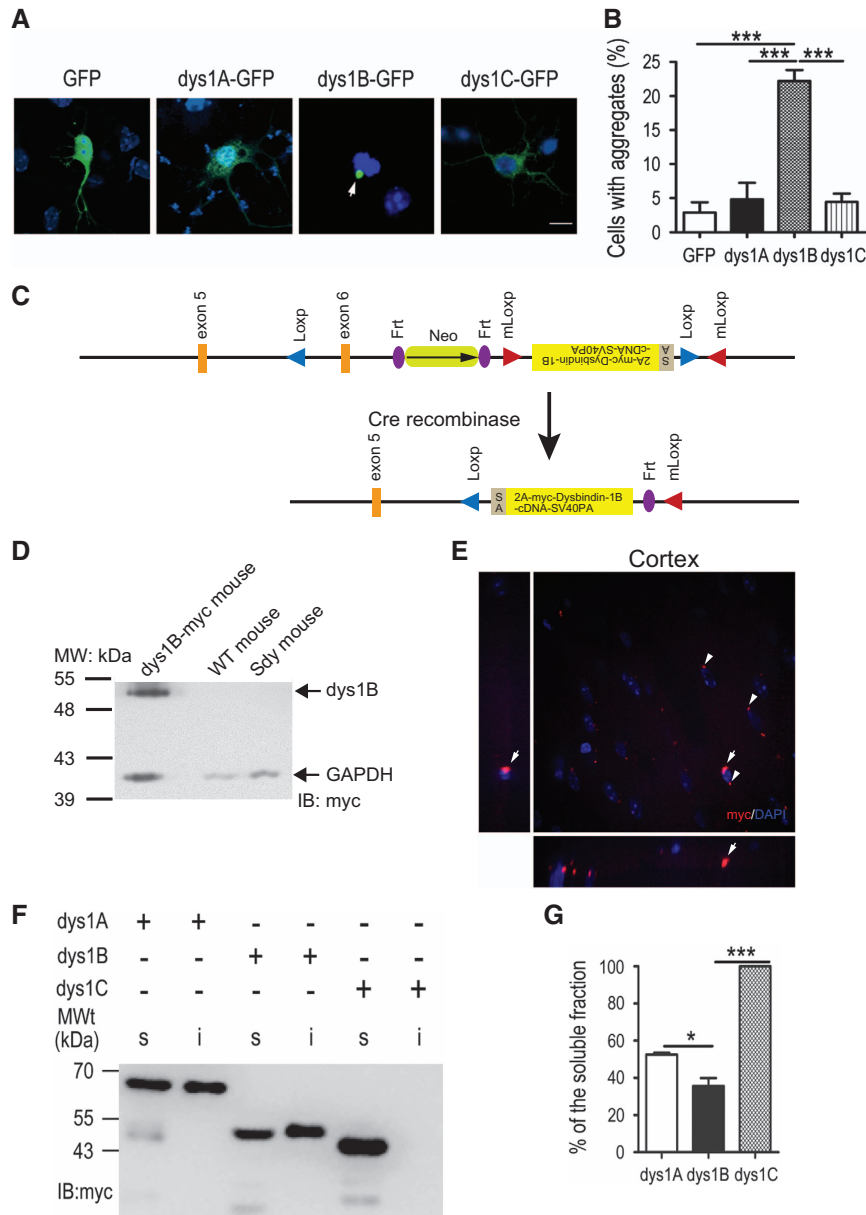 A
GFP dys1A-GFP dys1B-GFP dys1C-GFP
B
Cells with aggregates (%)
25
20
15
10
5
0
*** *** ***
GFP dys1A dys1B dys1C
C
exon 5 Loxp exon 6 Frt Neo Frt mLoxp Loxp mLoxp
2A-myc-Dysbindin-1B
-cDNA-SV40PA
S
A
Cre recombinase
exon 5 Loxp Frt mLoxp
S
A
2A-myc-Dysbindin-1B
-cDNA-SV40PA
D
dys1B-myc mouse WT mouse Sdy mouse
MW: kDa
55
48
43
39
dys1B
GAPDH
IB: myc
E
Cortex
myc/DAPI
F
dys1A + + - - - -
dys1B - - + + - -
dys1C - - - - + +
MWt
(kDa) s i s i s i
70
55
43
IB:myc
G
% of the soluble fraction
100
80
60
40
20
0
* ***
dys1A dys1B dys1C